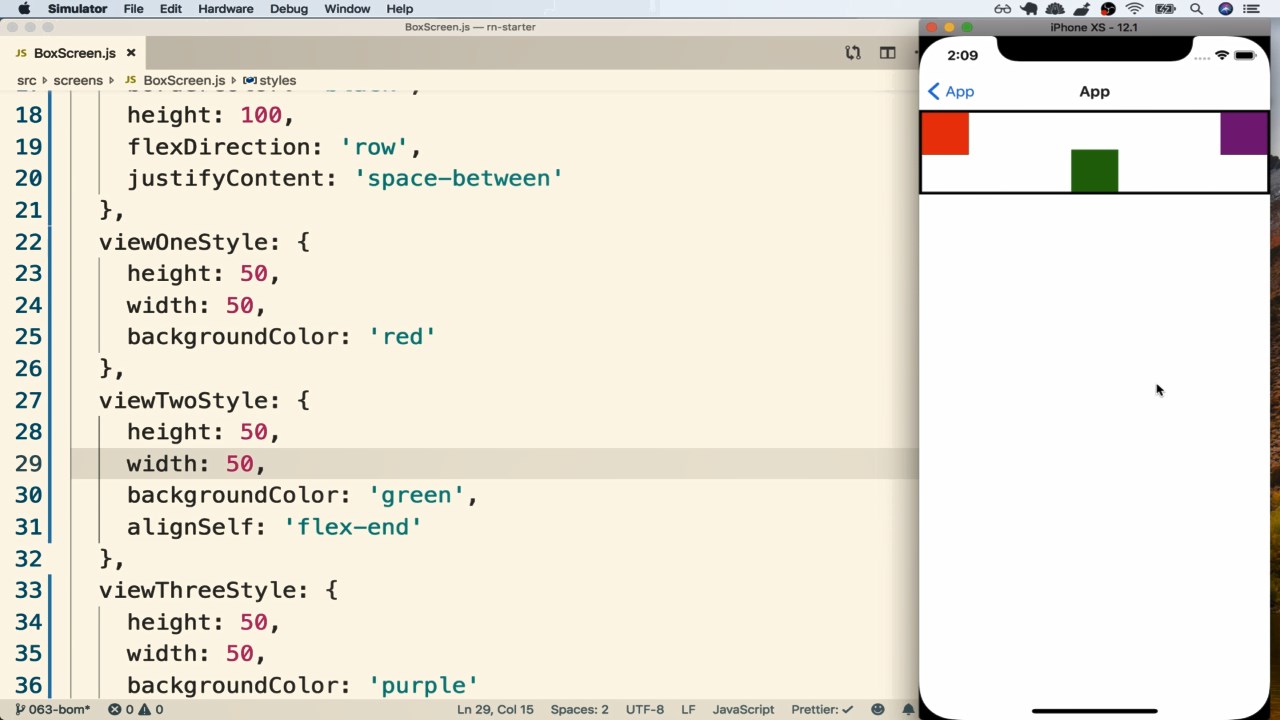 Simulator File Edit Hardware Debug Window Help
BoxScreen.js — rn-starter
iPhone XS - 12.1
JS BoxScreen.js ×
src › screens › JS BoxScreen.js › styles
18 height: 100,
19 flexDirection: 'row',
20 justifyContent: 'space-between'
21 },
22 viewOneStyle: {
23 height: 50,
24 width: 50,
25 backgroundColor: 'red'
26 },
27 viewTwoStyle: {
28 height: 50,
29 width: 50,
30 backgroundColor: 'green',
31 alignSelf: 'flex-end'
32 },
33 viewThreeStyle: {
34 height: 50,
35 width: 50,
36 backgroundColor: 'purple'
063-bom* 0 0 Ln 29, Col 15 Spaces: 2 UTF-8 LF JavaScript Prettier: ✓
2:09
App App